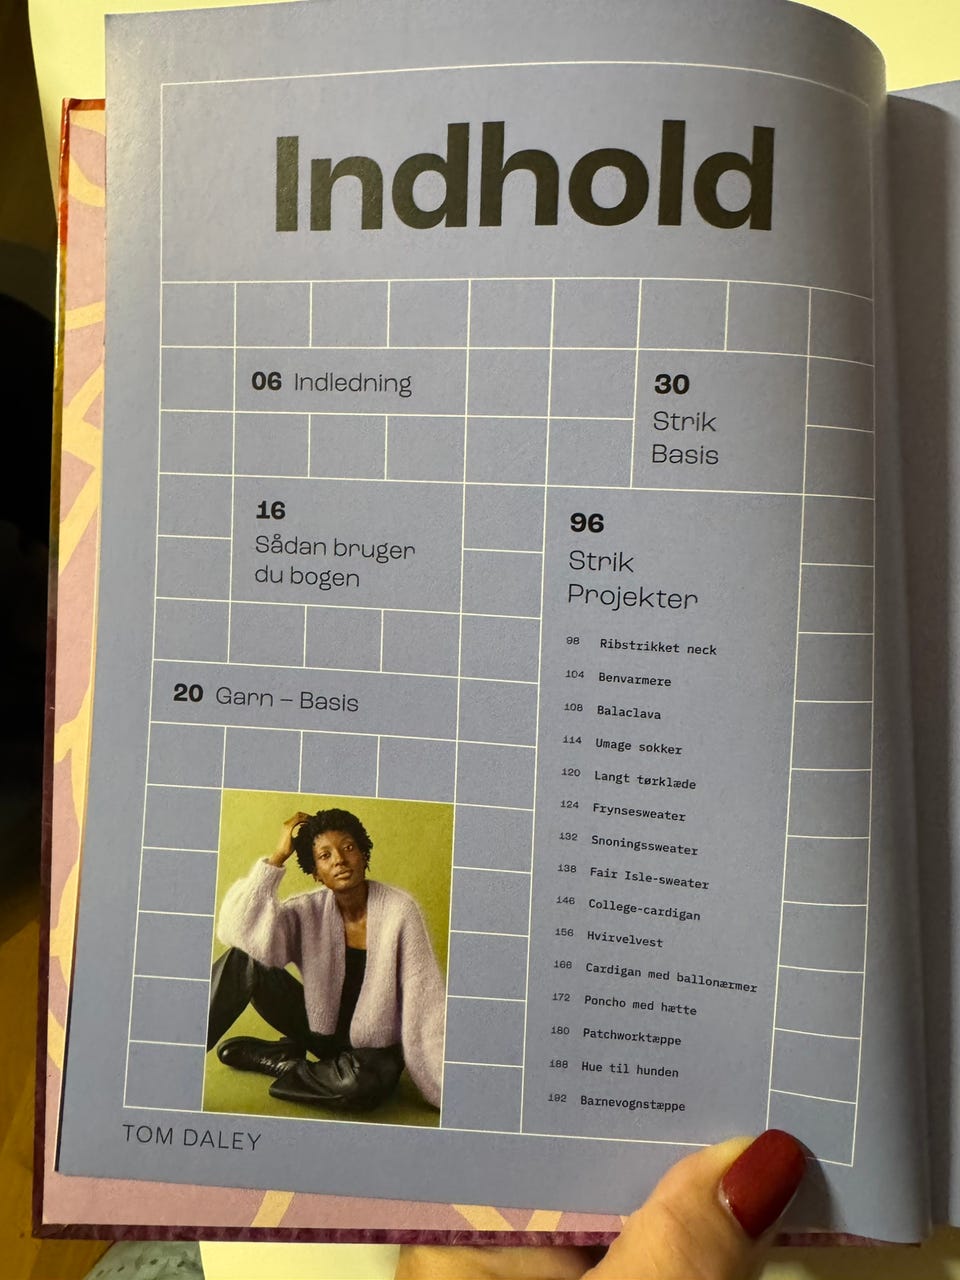 Indhold
06 Indledning
30
Strik
Basis
16
Sådan bruger
du bogen
20 Garn – Basis
96
Strik
Projekter
98 Ribstrikket neck
104 Benvarmere
108 Balaclava
114 Umage sokker
120 Langt tørklæde
124 Frynsesweater
132 Snoningssweater
138 Fair Isle-sweater
146 College-cardigan
156 Hvirvelvest
166 Cardigan med ballonærmer
172 Poncho med hætte
180 Patchworktæppe
188 Hue til hunden
192 Barnevognstæppe
TOM DALEY